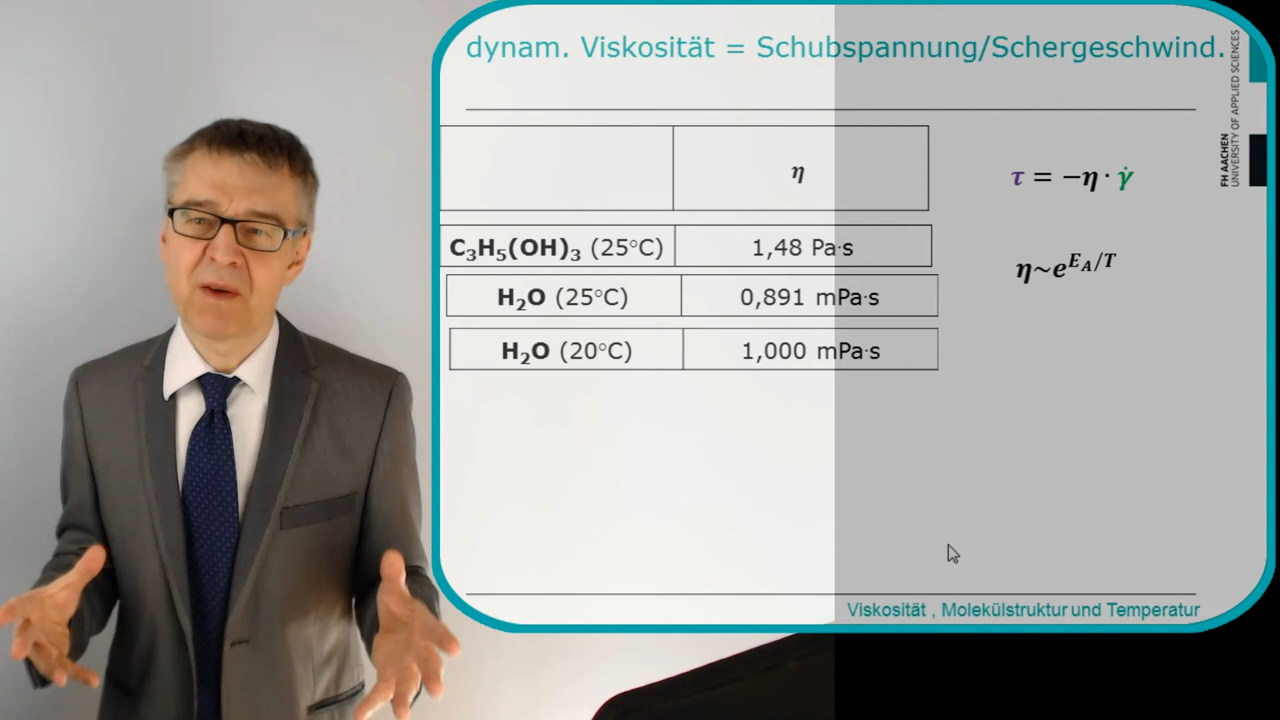 dynam. Viskosität = Schubspannung/Schergeschwind.
FH AACHEN
UNIVERSITY OF APPLIED SCIENCES
η
τ = −η · γ̇
C₃H₅(OH)₃ (25°C) 1,48 Pa·s
η~e^{E_A/T}
H₂O (25°C) 0,891 mPa·s
H₂O (20°C) 1,000 mPa·s
Viskosität , Molekülstruktur und Temperatur